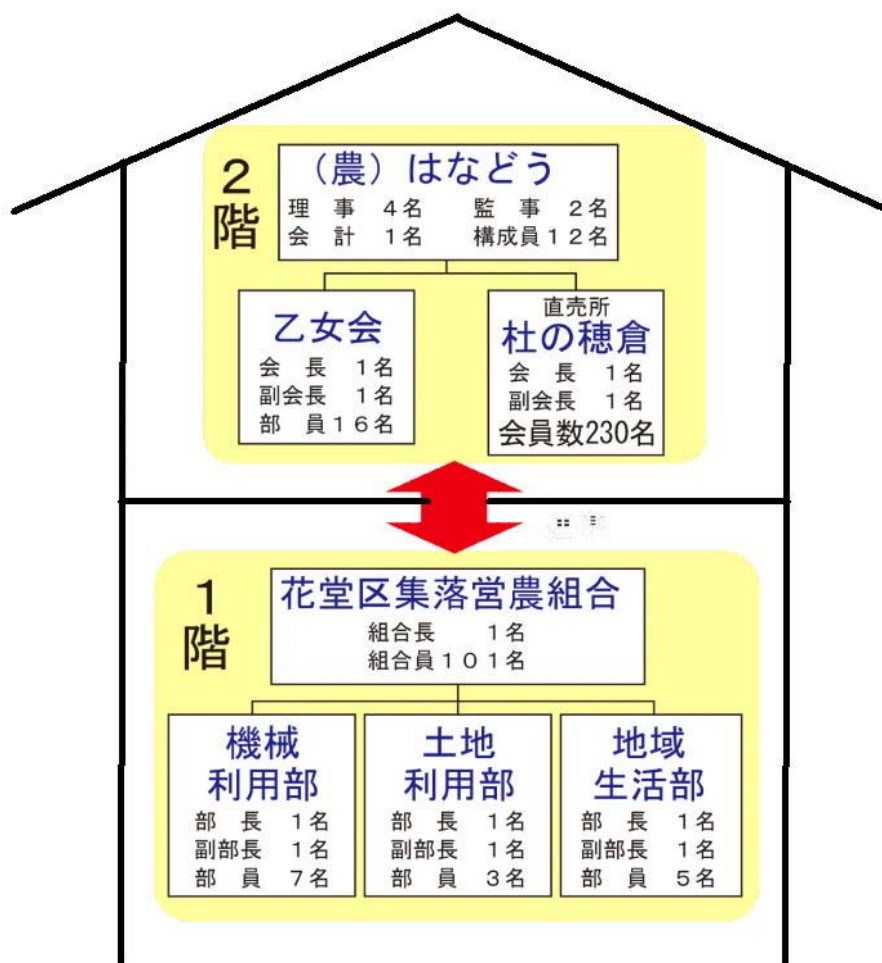 2階
（農）はなどう
理　事　４名　　監　事　２名
会　計　１名　　構成員１２名
乙女会
会　長　１名
副会長　１名
部　員１６名
直売所
杜の穂倉
会　長　１名
副会長　１名
会員数230名
1階
花堂区集落営農組合
組合長　　１名
組合員１０１名
機械
利用部
部　長　１名
副部長　１名
部　員　７名
土地
利用部
部　長　１名
副部長　１名
部　員　３名
地域
生活部
部　長　１名
副部長　１名
部　員　５名